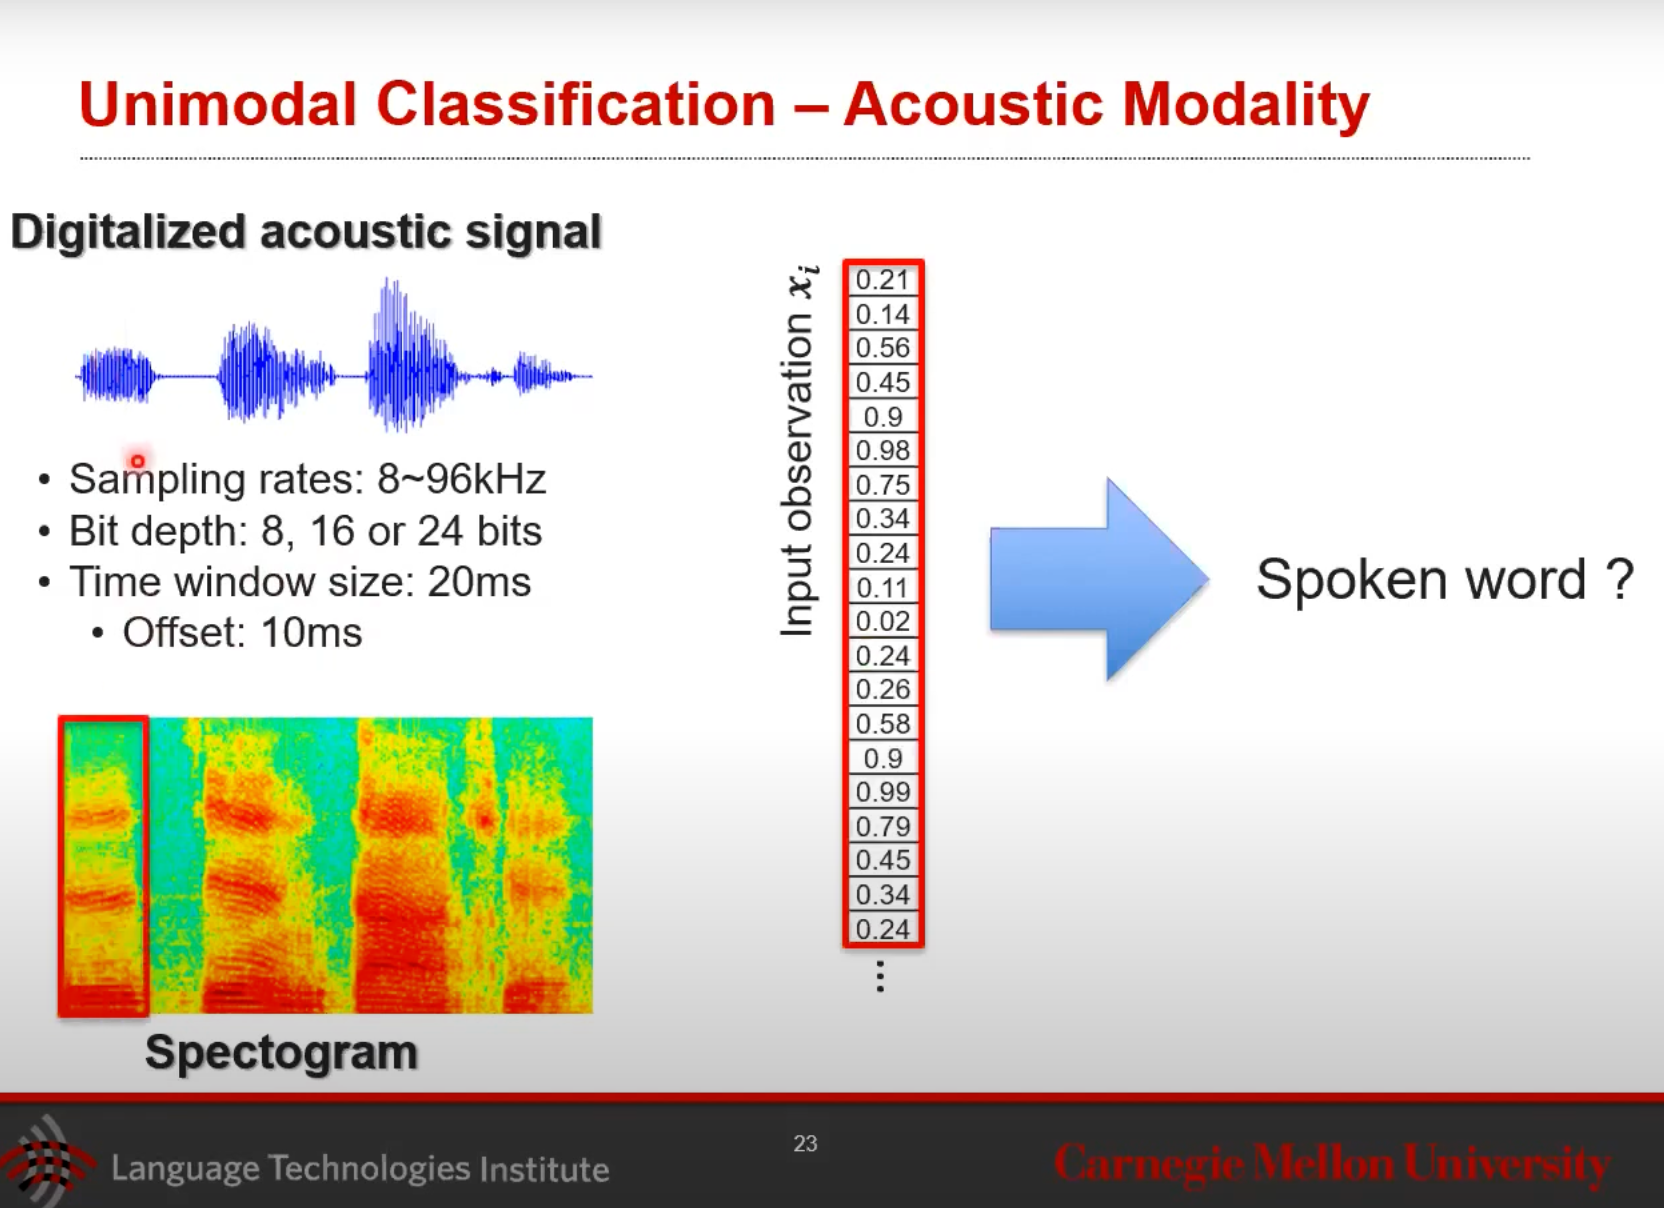 Unimodal Classification – Acoustic Modality
Digitalized acoustic signal
• Sampling rates: 8~96kHz
• Bit depth: 8, 16 or 24 bits
• Time window size: 20ms
• Offset: 10ms
Spectogram
Input observation xᵢ
0.21
0.14
0.56
0.45
0.9
0.98
0.75
0.34
0.24
0.11
0.02
0.24
0.26
0.58
0.9
0.99
0.79
0.45
0.34
0.24
⋮
Spoken word ?
Language Technologies Institute
23
Carnegie Mellon University